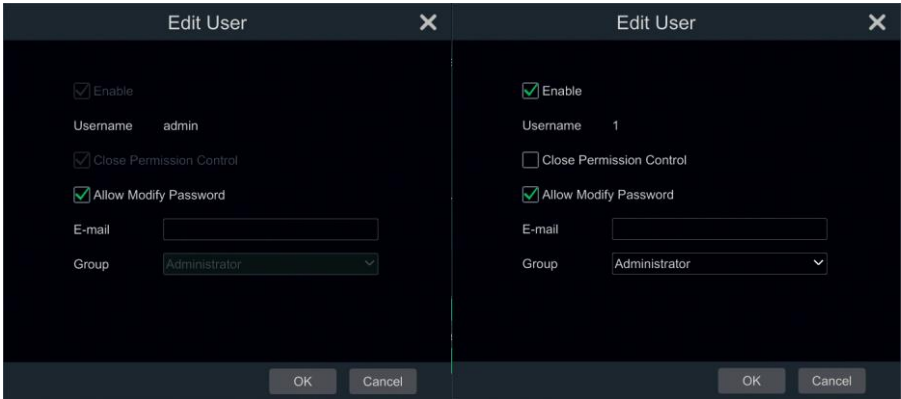 Edit User
Enable
Username admin
Close Permission Control
Allow Modify Password
E-mail
Group Administrator
OK Cancel
Edit User
Enable
Username 1
Close Permission Control
Allow Modify Password
E-mail
Group Administrator
OK Cancel